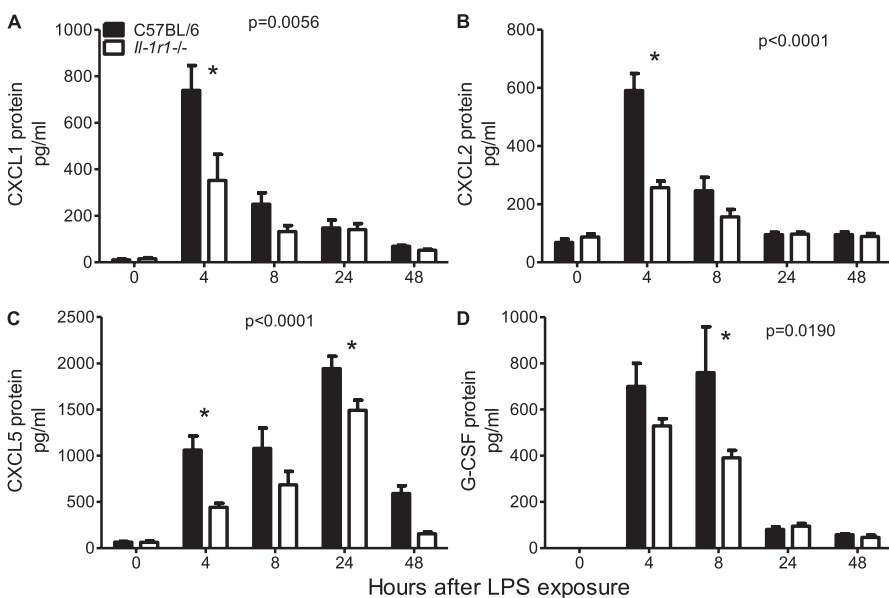 A
1000
800
600
400
200
0
CXCL1 protein
pg/ml
C57BL/6
Il-1r1-/-
p=0.0056
*
0 4 8 24 48
B
800
600
400
200
0
CXCL2 protein
pg/ml
p<0.0001
*
0 4 8 24 48
C
2500
2000
1500
1000
500
0
CXCL5 protein
pg/ml
p<0.0001
*
*
0 4 8 24 48
D
1000
800
600
400
200
0
G-CSF protein
pg/ml
p=0.0190
*
0 4 8 24 48
Hours after LPS exposure